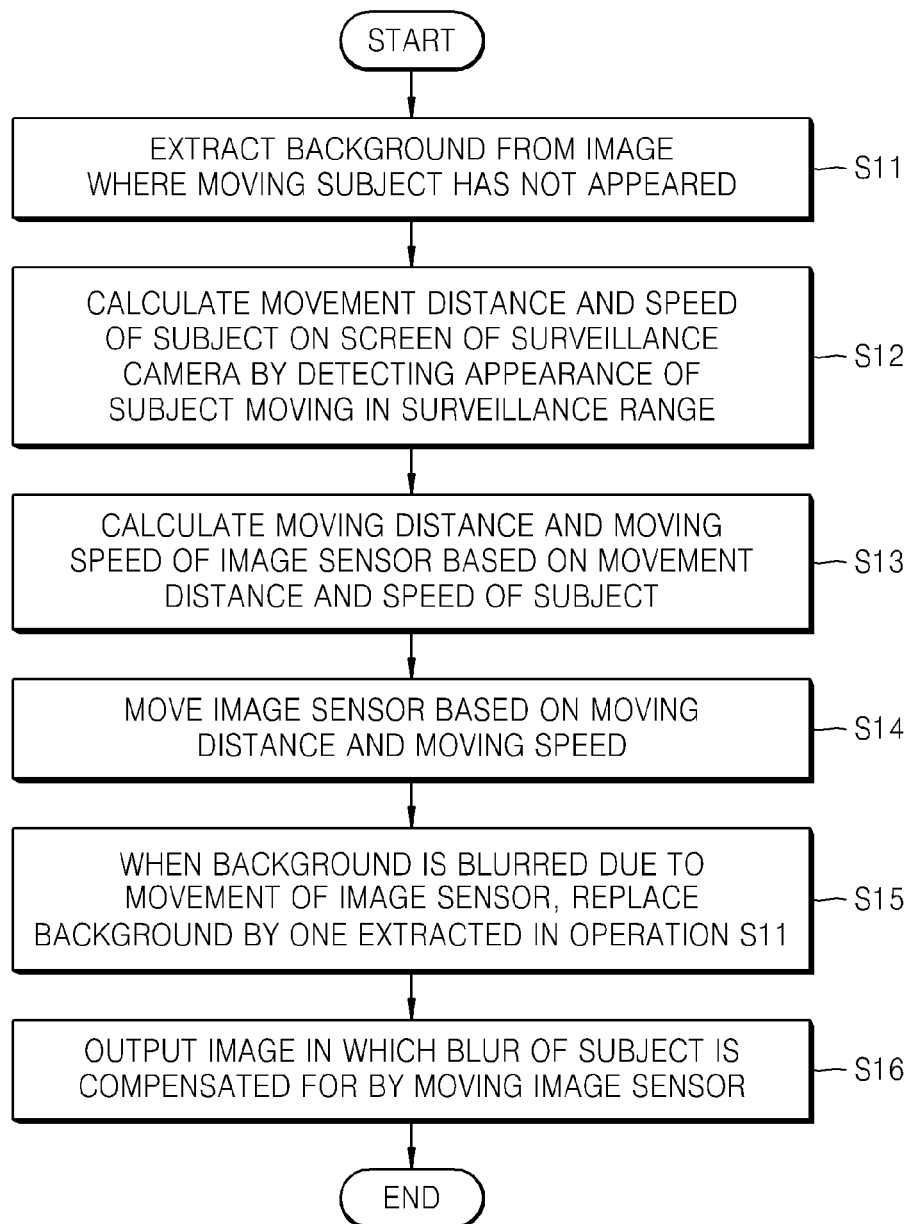 START
EXTRACT BACKGROUND FROM IMAGE
WHERE MOVING SUBJECT HAS NOT APPEARED
S11
CALCULATE MOVEMENT DISTANCE AND SPEED
OF SUBJECT ON SCREEN OF SURVEILLANCE
CAMERA BY DETECTING APPEARANCE OF
SUBJECT MOVING IN SURVEILLANCE RANGE
S12
CALCULATE MOVING DISTANCE AND MOVING
SPEED OF IMAGE SENSOR BASED ON MOVEMENT
DISTANCE AND SPEED OF SUBJECT
S13
MOVE IMAGE SENSOR BASED ON MOVING
DISTANCE AND MOVING SPEED
S14
WHEN BACKGROUND IS BLURRED DUE TO
MOVEMENT OF IMAGE SENSOR, REPLACE
BACKGROUND BY ONE EXTRACTED IN OPERATION S11
S15
OUTPUT IMAGE IN WHICH BLUR OF SUBJECT IS
COMPENSATED FOR BY MOVING IMAGE SENSOR
S16
END